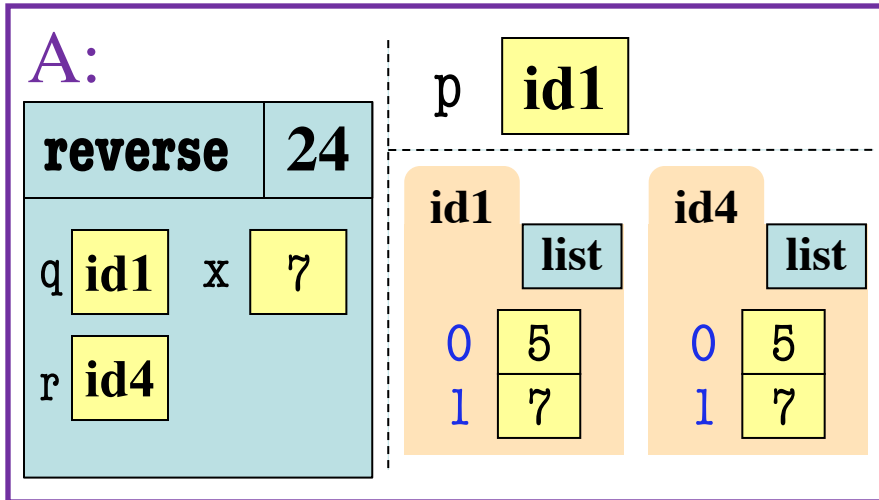 A:
reverse 24
q id1 x 7
r id4
p id1
id1
list
0 5
1 7
id4
list
0 5
1 7